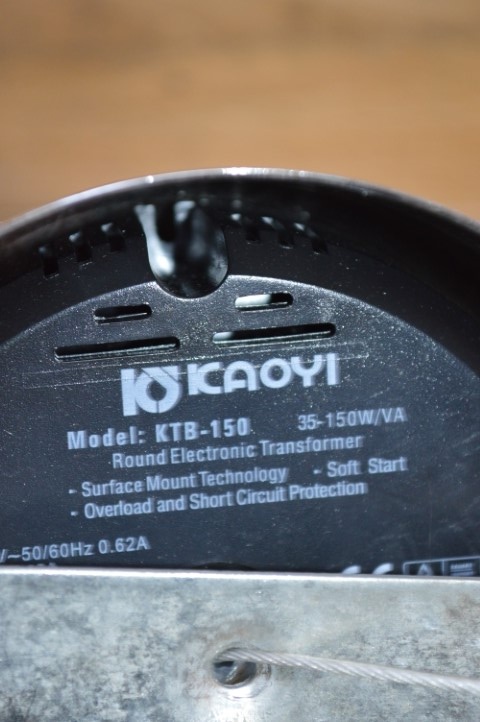 KAOYI
Model: KTB-150 35-150W/VA
Round Electronic Transformer
- Surface Mount Technology - Soft Start
- Overload and Short Circuit Protection
/~50/60Hz 0.62A